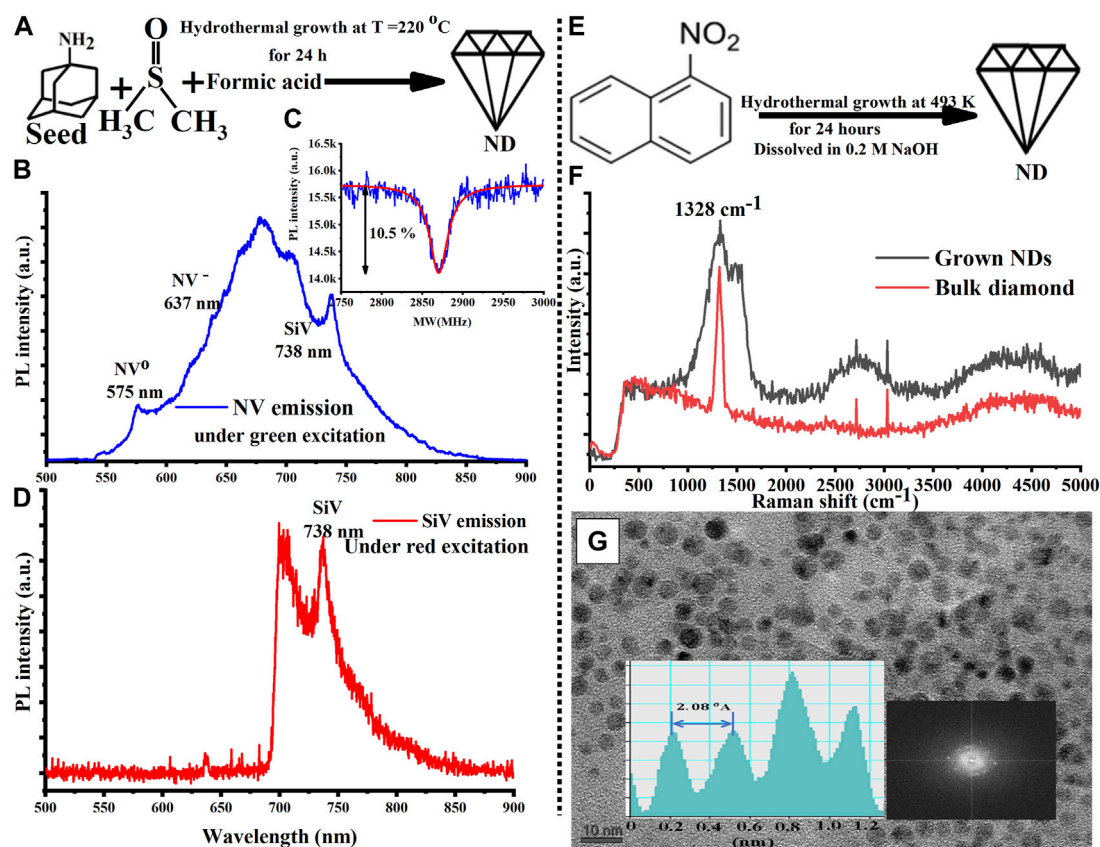 A
NH2
O
S
H3C
CH3
Seed
+
+
Formic acid
Hydrothermal growth at T =220 °C
for 24 h
ND
B
PL intensity (a.u.)
NV⁰
575 nm
NV -
637 nm
SiV
738 nm
NV emission
under green excitation
500 550 600 650 700 750 800 850 900
C
PL intensity (a.u.)
16.5k
16.0k
15.5k
15.0k
14.5k
14.0k
10.5 %
2750 2800 2850 2900 2950 3000
MW(MHz)
D
PL intensity (a.u.)
SiV
738 nm
SiV emission
Under red excitation
500 550 600 650 700 750 800 850 900
Wavelength (nm)
E
NO2
Hydrothermal growth at 493 K
for 24 hours
Dissolved in 0.2 M NaOH
ND
F
Intensity (a.u.)
1328 cm-1
Grown NDs
Bulk diamond
0 500 1000 1500 2000 2500 3000 3500 4000 4500 5000
Raman shift (cm-1)
G
2.08 °A
0 0.2 0.4 0.6 0.8 1.0 1.2
(nm)
10 nm